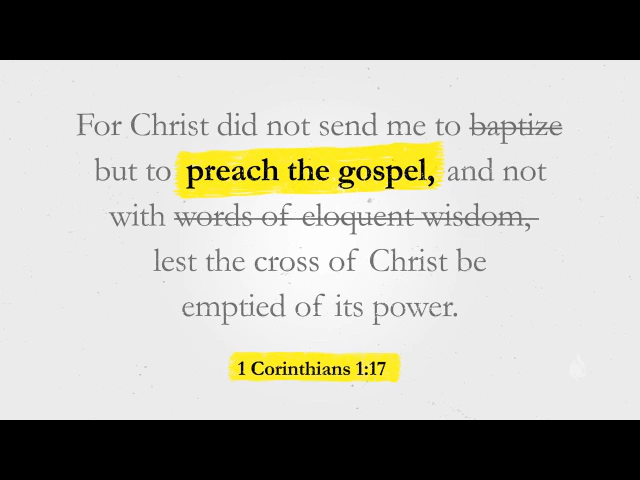 For Christ did not send me to baptize
but to preach the gospel, and not
with words of eloquent wisdom,
lest the cross of Christ be
emptied of its power.
1 Corinthians 1:17